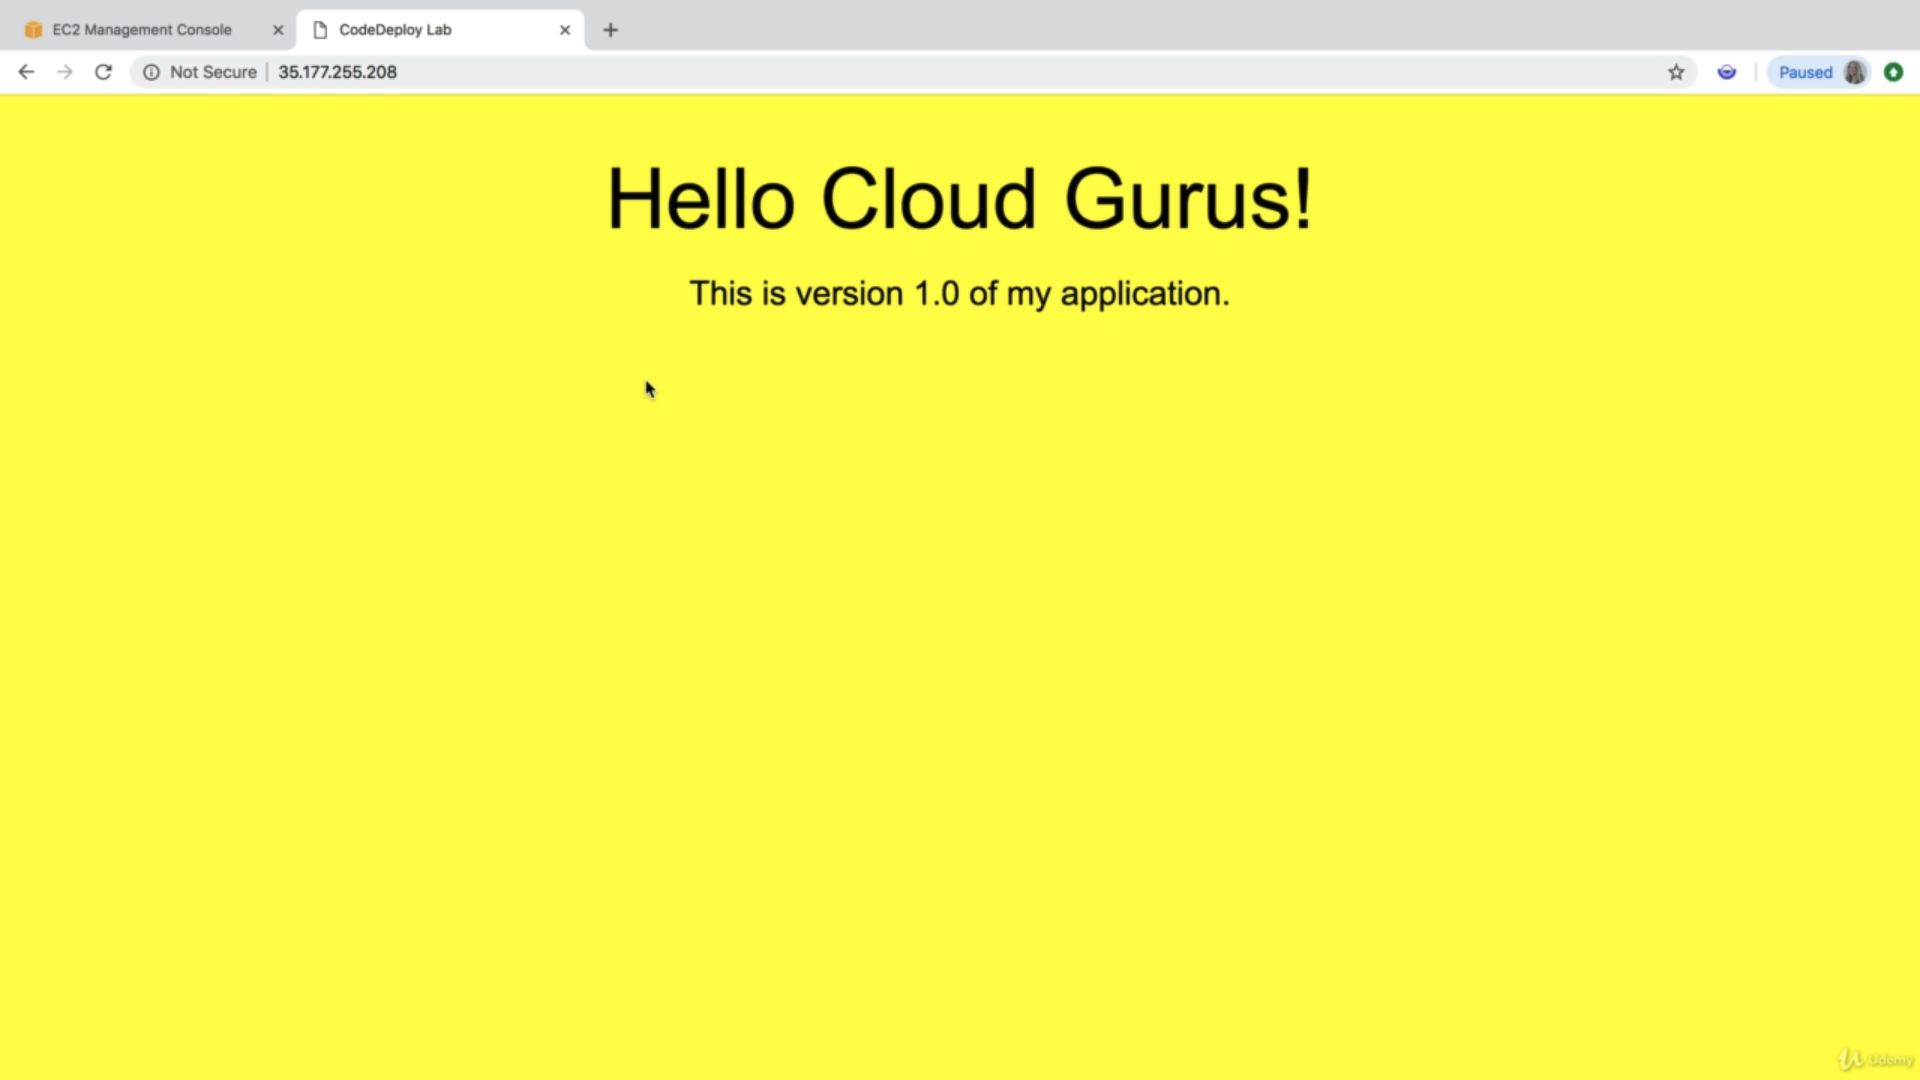 EC2 Management Console
CodeDeploy Lab
Not Secure
35.177.255.208
Paused
Hello Cloud Gurus!
This is version 1.0 of my application.
Udemy